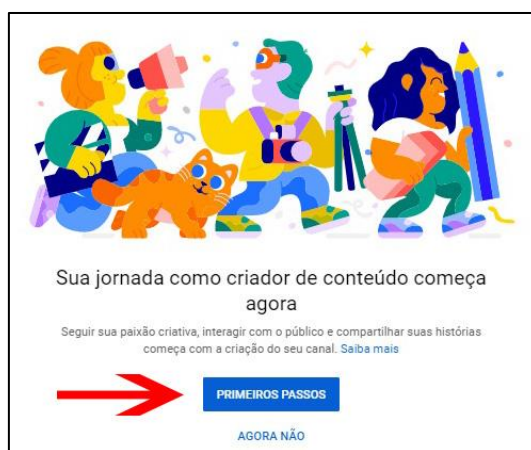 Sua jornada como criador de conteúdo começa
agora
Seguir sua paixão criativa, interagir com o público e compartilhar suas histórias
começa com a criação do seu canal. Saiba mais
PRIMEIROS PASSOS
AGORA NÃO